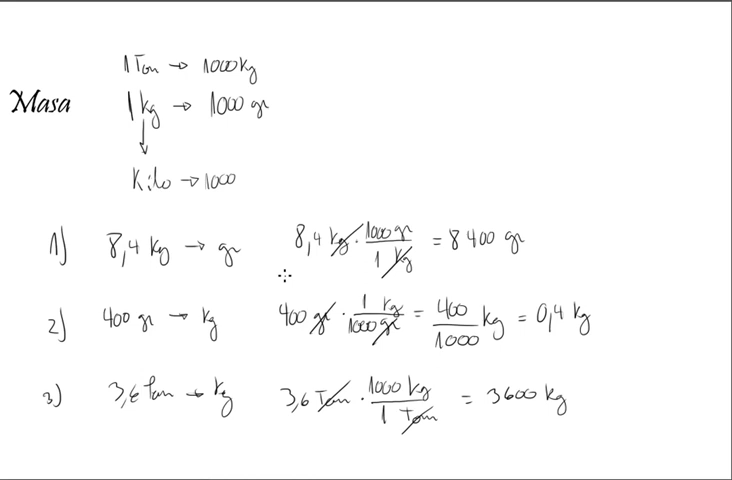 1 Ton → 1000 kg
Masa 1 kg → 1000 gr
↓
Kilo → 1000
1) 8,4 kg → gr 8,4 kg · 1000 gr / 1 kg = 8 400 gr
2) 400 gr → kg 400 gr · 1 kg / 1000 gr = 400 / 1000 kg = 0,4 kg
3) 3,6 Ton → kg 3,6 Ton · 1000 kg / 1 Ton = 3600 kg